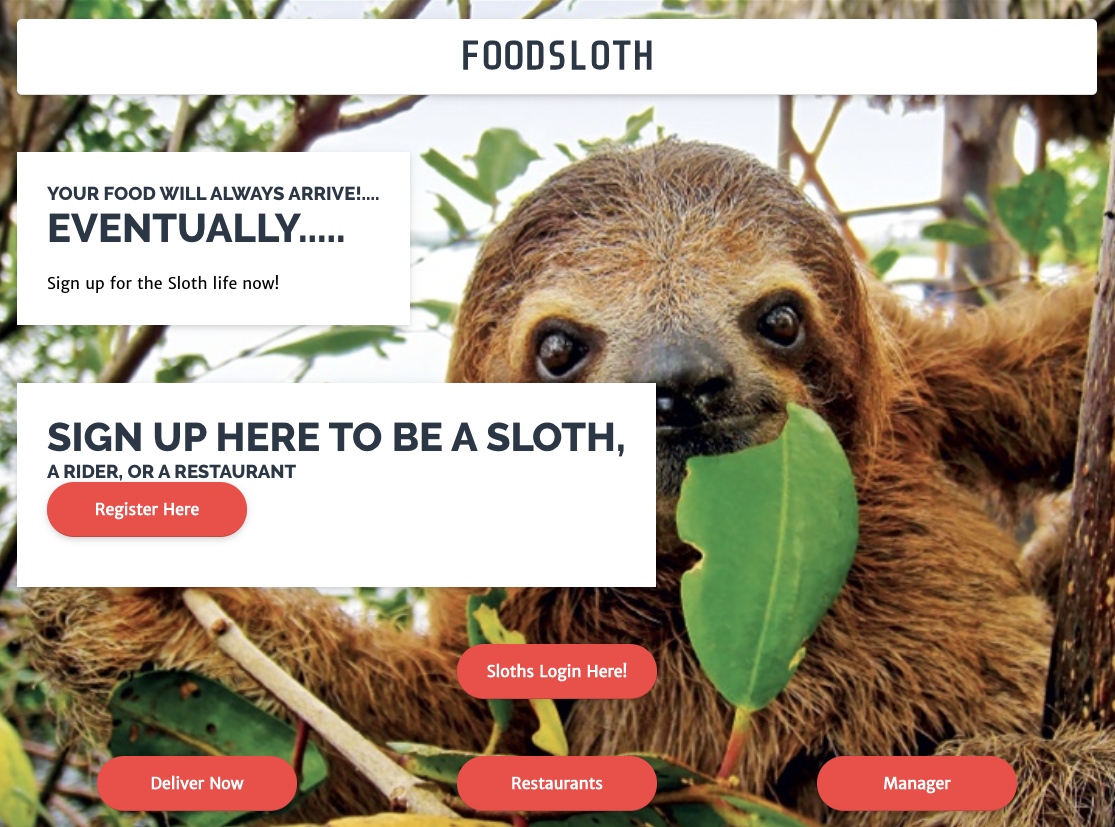 FOODSLOTH
YOUR FOOD WILL ALWAYS ARRIVE!....
EVENTUALLY.....
Sign up for the Sloth life now!
SIGN UP HERE TO BE A SLOTH,
A RIDER, OR A RESTAURANT
Register Here
Sloths Login Here!
Deliver Now
Restaurants
Manager